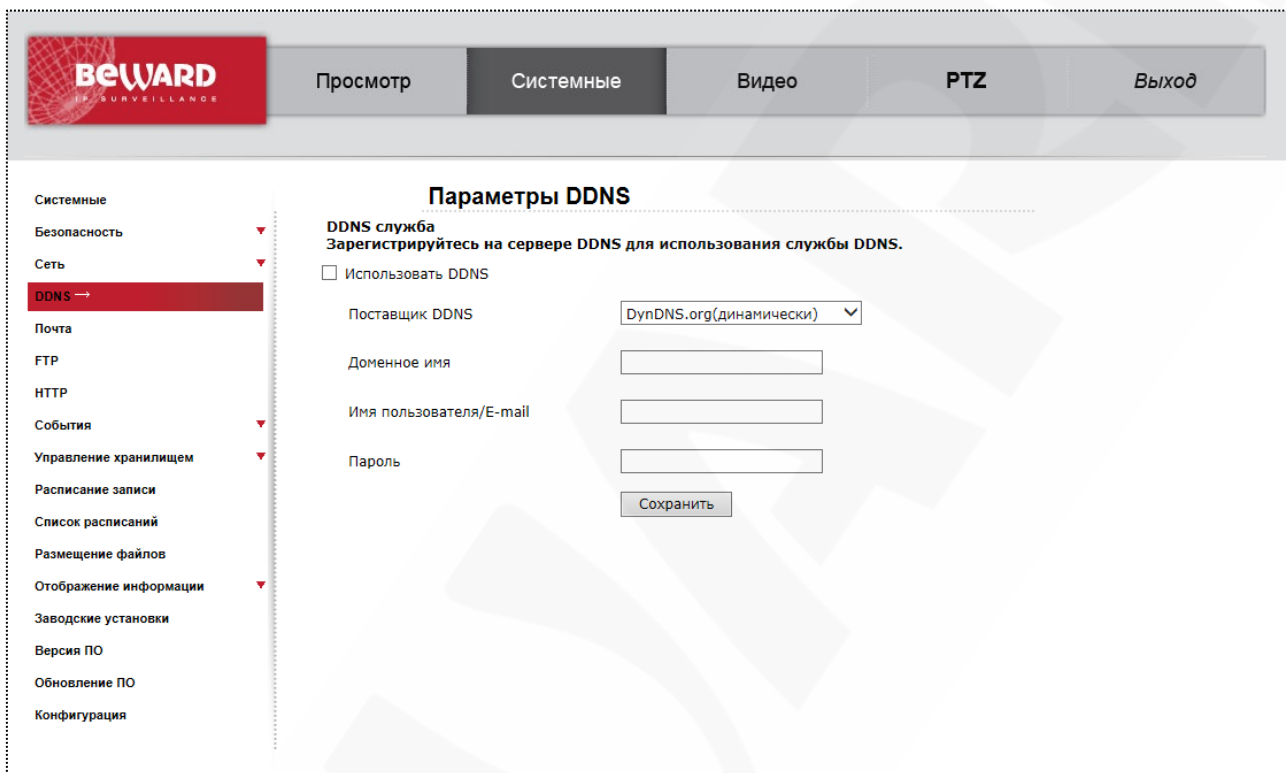 BEWARD
IP SURVEILLANCE
Просмотр
Системные
Видео
PTZ
Выход
Системные
Безопасность
Сеть
DDNS →
Почта
FTP
HTTP
События
Управление хранилищем
Расписание записи
Список расписаний
Размещение файлов
Отображение информации
Заводские установки
Версия ПО
Обновление ПО
Конфигурация
Параметры DDNS
DDNS служба
Зарегистрируйтесь на сервере DDNS для использования службы DDNS.
Использовать DDNS
Поставщик DDNS
DynDNS.org(динамически)
Доменное имя
Имя пользователя/E-mail
Пароль
Сохранить